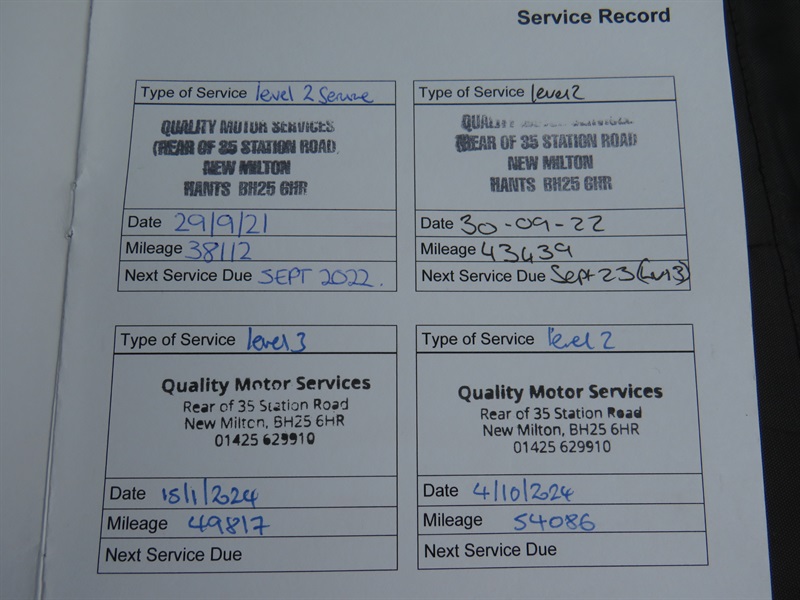 Service Record
Type of Service level 2 Service
QUALITY MOTOR SERVICES
(REAR OF 35 STATION ROAD
NEW MILTON
HANTS BH25 6HR
Date 29/9/21
Mileage 38112
Next Service Due SEPT 2022.
Type of Service level 2
QUALITY MOTOR SERVICES
REAR OF 35 STATION ROAD
NEW MILTON
HANTS BH25 6HR
Date 30-09-22
Mileage 43439
Next Service Due Sept 23
Type of Service level 3
Quality Motor Services
Rear of 35 Station Road
New Milton, BH25 6HR
01425 629910
Date 15/1/2024
Mileage 49817
Next Service Due
Type of Service level 2
Quality Motor Services
Rear of 35 Station Road
New Milton, BH25 6HR
01425 629910
Date 4/10/2024
Mileage 54086
Next Service Due